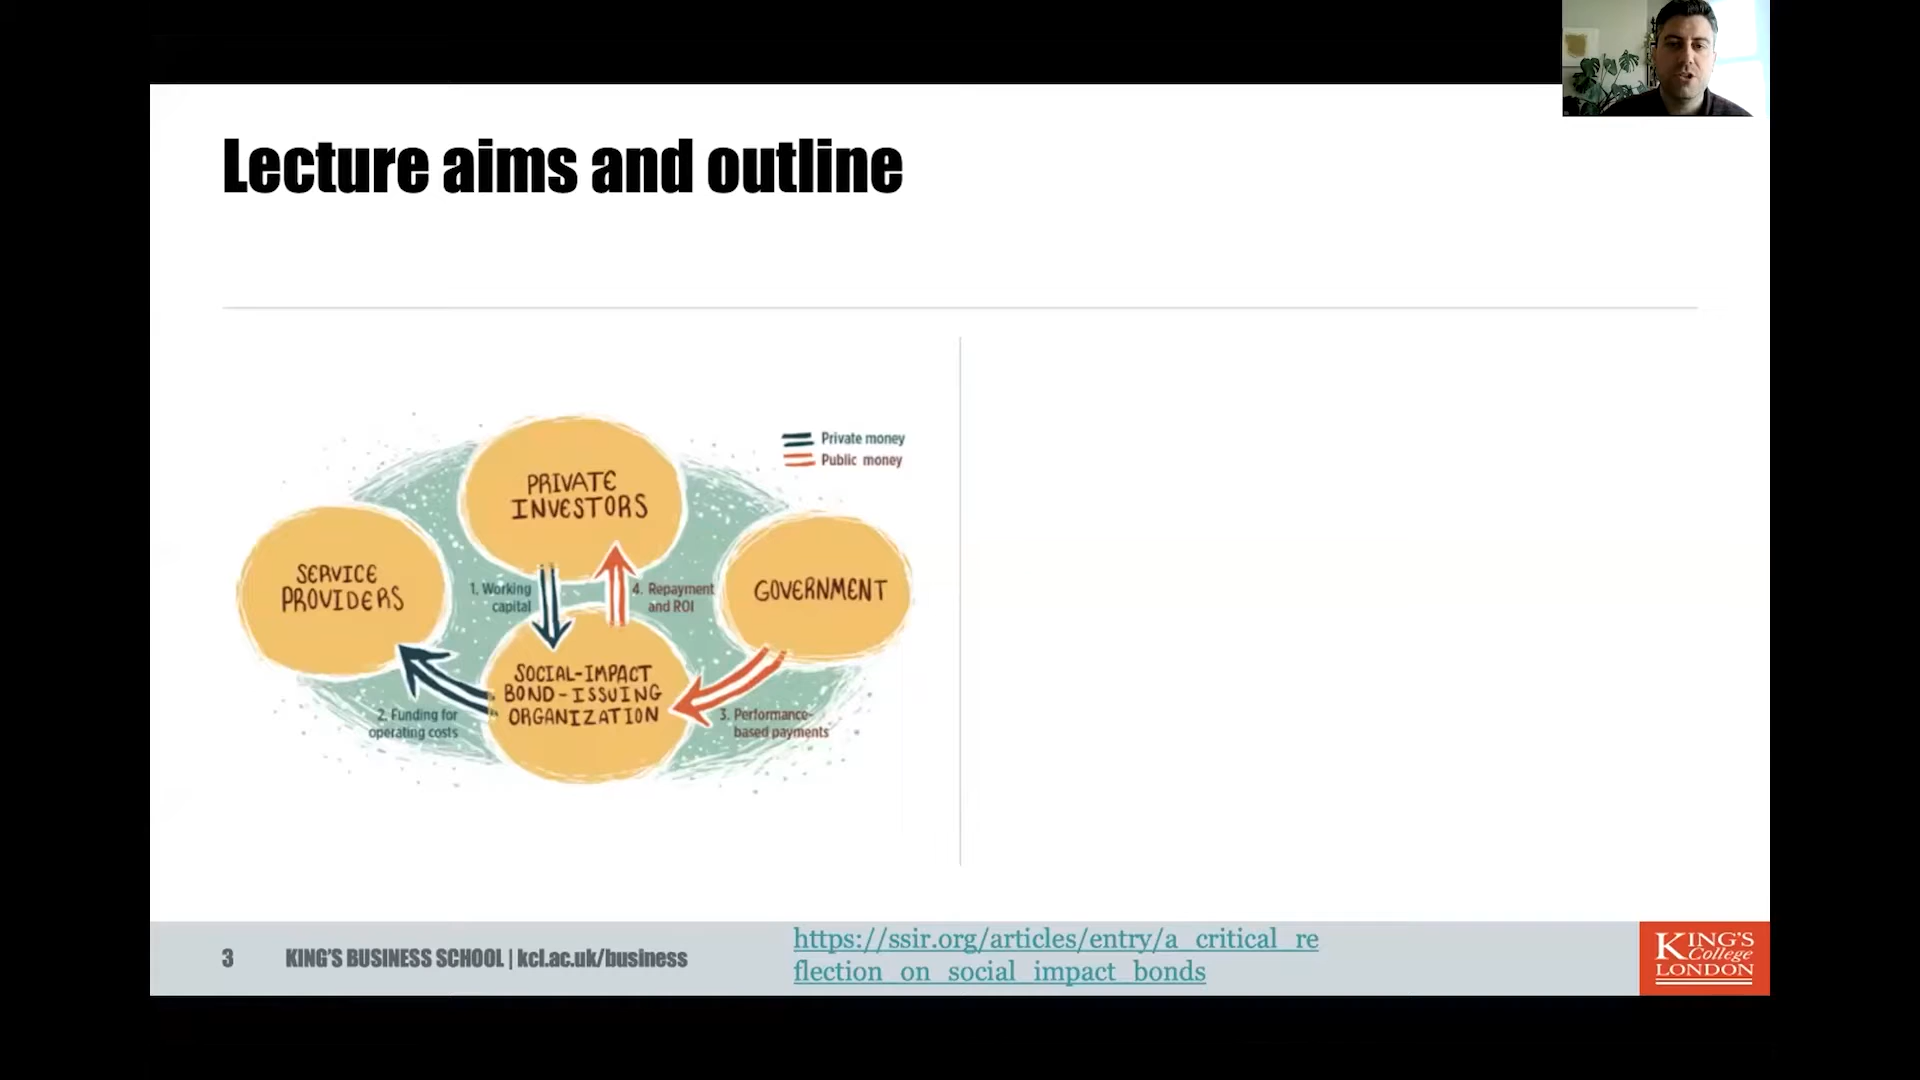 Lecture aims and outline
Private money
Public money
PRIVATE
INVESTORS
SERVICE
PROVIDERS
GOVERNMENT
1. Working
capital
4. Repayment
and ROI
SOCIAL-IMPACT
BOND-ISSUING
ORGANIZATION
2. Funding for
operating costs
3. Performance-
based payments
3
KING'S BUSINESS SCHOOL | kcl.ac.uk/business
https://ssir.org/articles/entry/a_critical_re
flection_on_social_impact_bonds
KING'S
College
LONDON